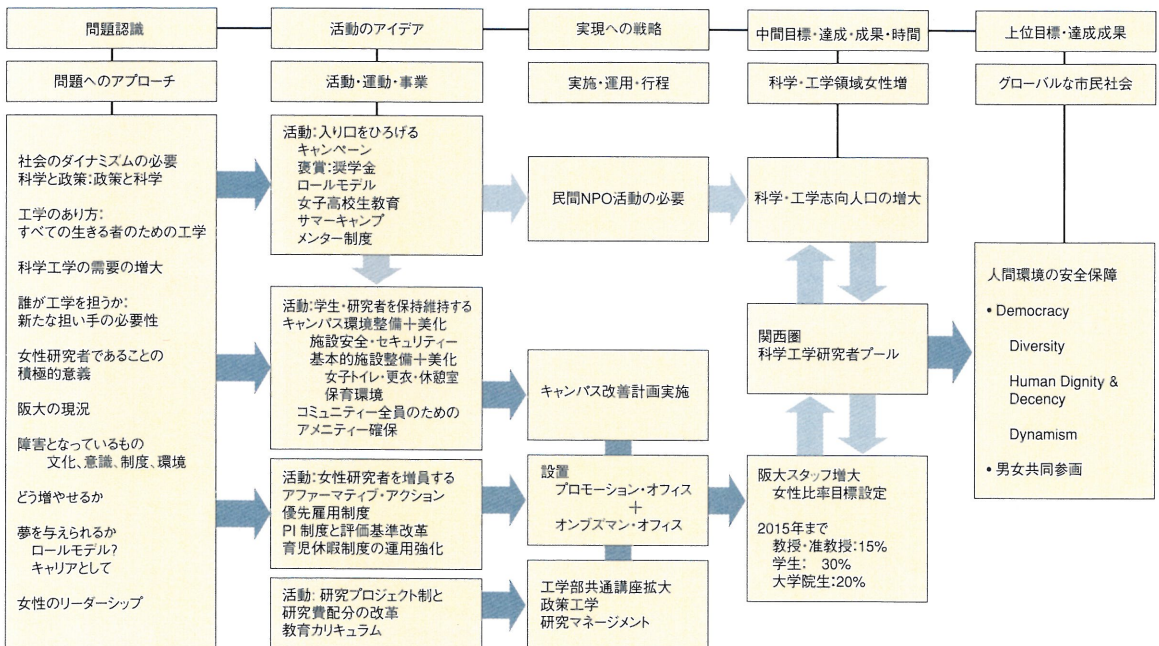 問題認識
活動のアイデア
実現への戦略
中間目標・達成・成果・時間
上位目標・達成成果
問題へのアプローチ
活動・運動・事業
実施・運用・行程
科学・工学領域女性増
グローバルな市民社会
社会のダイナミズムの必要
科学と政策:政策と科学
工学のあり方:
すべての生きる者のための工学
科学工学の需要の増大
誰が工学を担うか:
新たな担い手の必要性
女性研究者であることの
積極的意義
阪大の現況
障害となっているもの
文化、意識、制度、環境
どう増やせるか
夢を与えられるか
ロールモデル?
キャリアとして
女性のリーダーシップ
活動:入り口をひろげる
キャンペーン
褒賞:奨学金
ロールモデル
女子高校生教育
サマーキャンプ
メンター制度
活動:学生・研究者を保持維持する
キャンパス環境整備+美化
施設安全・セキュリティー
基本的施設整備+美化
女子トイレ・更衣・休憩室
保育環境
コミュニティー全員のための
アメニティー確保
活動:女性研究者を増員する
アファーマティブ・アクション
優先雇用制度
PI 制度と評価基準改革
育児休暇制度の運用強化
活動: 研究プロジェクト制と
研究費配分の改革
教育カリキュラム
民間NPO活動の必要
キャンパス改善計画実施
設置
プロモーション・オフィス
+
オンブズマン・オフィス
工学部共通講座拡大
政策工学
研究マネージメント
科学・工学志向人口の増大
関西圏
科学工学研究者プール
阪大スタッフ増大
女性比率目標設定
2015年まで
教授・准教授:15%
学生: 30%
大学院生:20%
人間環境の安全保障
• Democracy
Diversity
Human Dignity &
Decency
Dynamism
• 男女共同参画